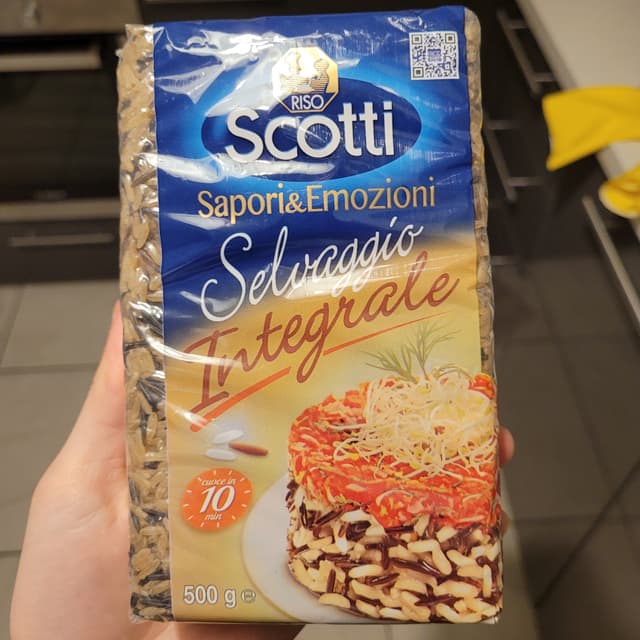 RISO
Scotti
Sapori&Emozioni
Selvaggio
Integrale
cuoce in
10
min
500 g